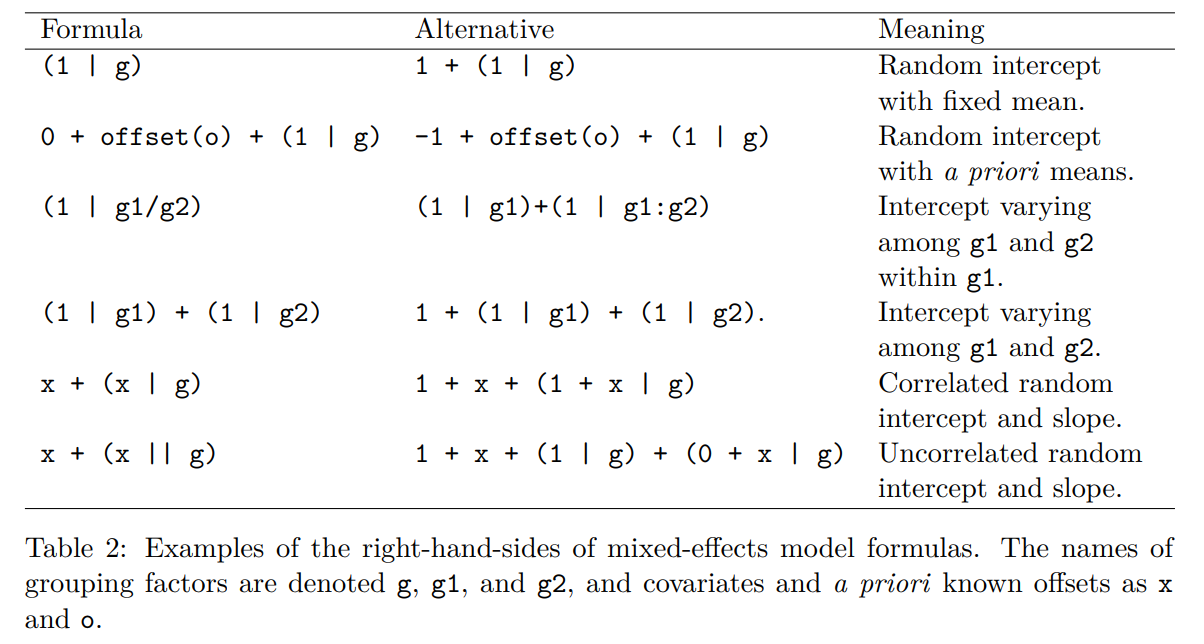 Formula Alternative Meaning
(1 | g) 1 + (1 | g) Random intercept
with fixed mean.
0 + offset(o) + (1 | g) -1 + offset(o) + (1 | g) Random intercept
with a priori means.
(1 | g1/g2) (1 | g1)+(1 | g1:g2) Intercept varying
among g1 and g2
within g1.
(1 | g1) + (1 | g2) 1 + (1 | g1) + (1 | g2). Intercept varying
among g1 and g2.
x + (x | g) 1 + x + (1 + x | g) Correlated random
intercept and slope.
x + (x || g) 1 + x + (1 | g) + (0 + x | g) Uncorrelated random
intercept and slope.
Table 2: Examples of the right-hand-sides of mixed-effects model formulas. The names of
grouping factors are denoted g, g1, and g2, and covariates and a priori known offsets as x
and o.